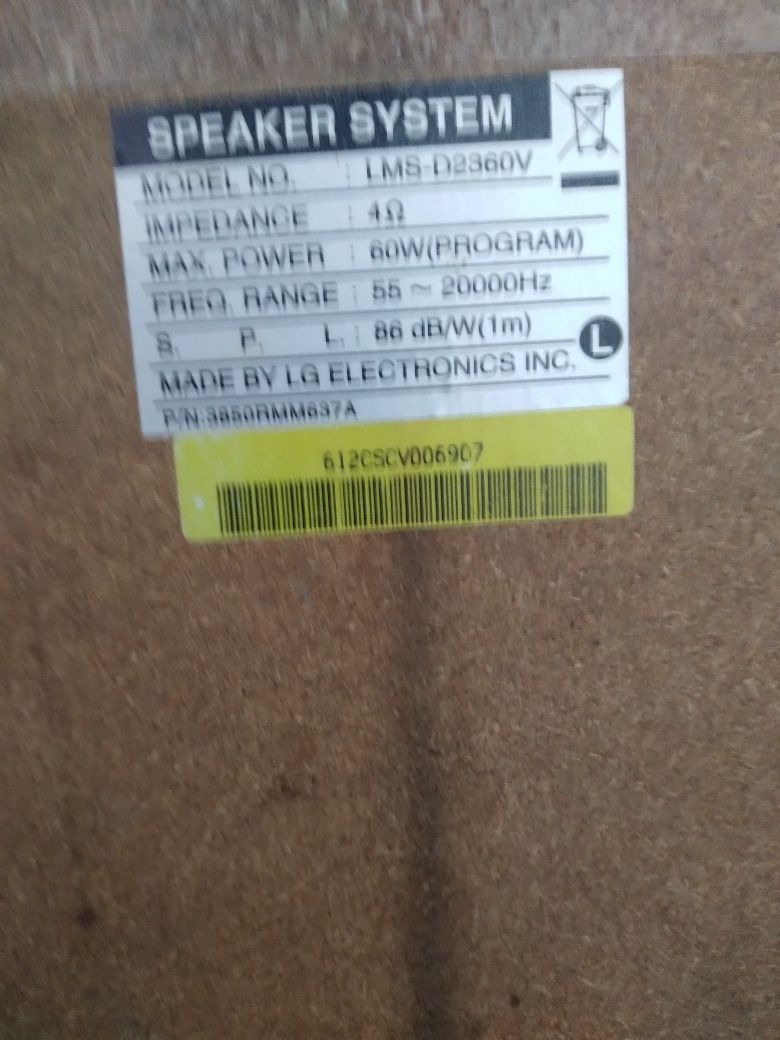 SPEAKER SYSTEM
MODEL NO. : LMS-D2360V
IMPEDANCE : 4Ω
MAX. POWER : 60W(PROGRAM)
FREQ. RANGE : 55 ~ 20000Hz
S. P. L. : 86 dB/W(1m)
L
MADE BY LG ELECTRONICS INC.
P/N:3850RMM637A
612CSCV006907